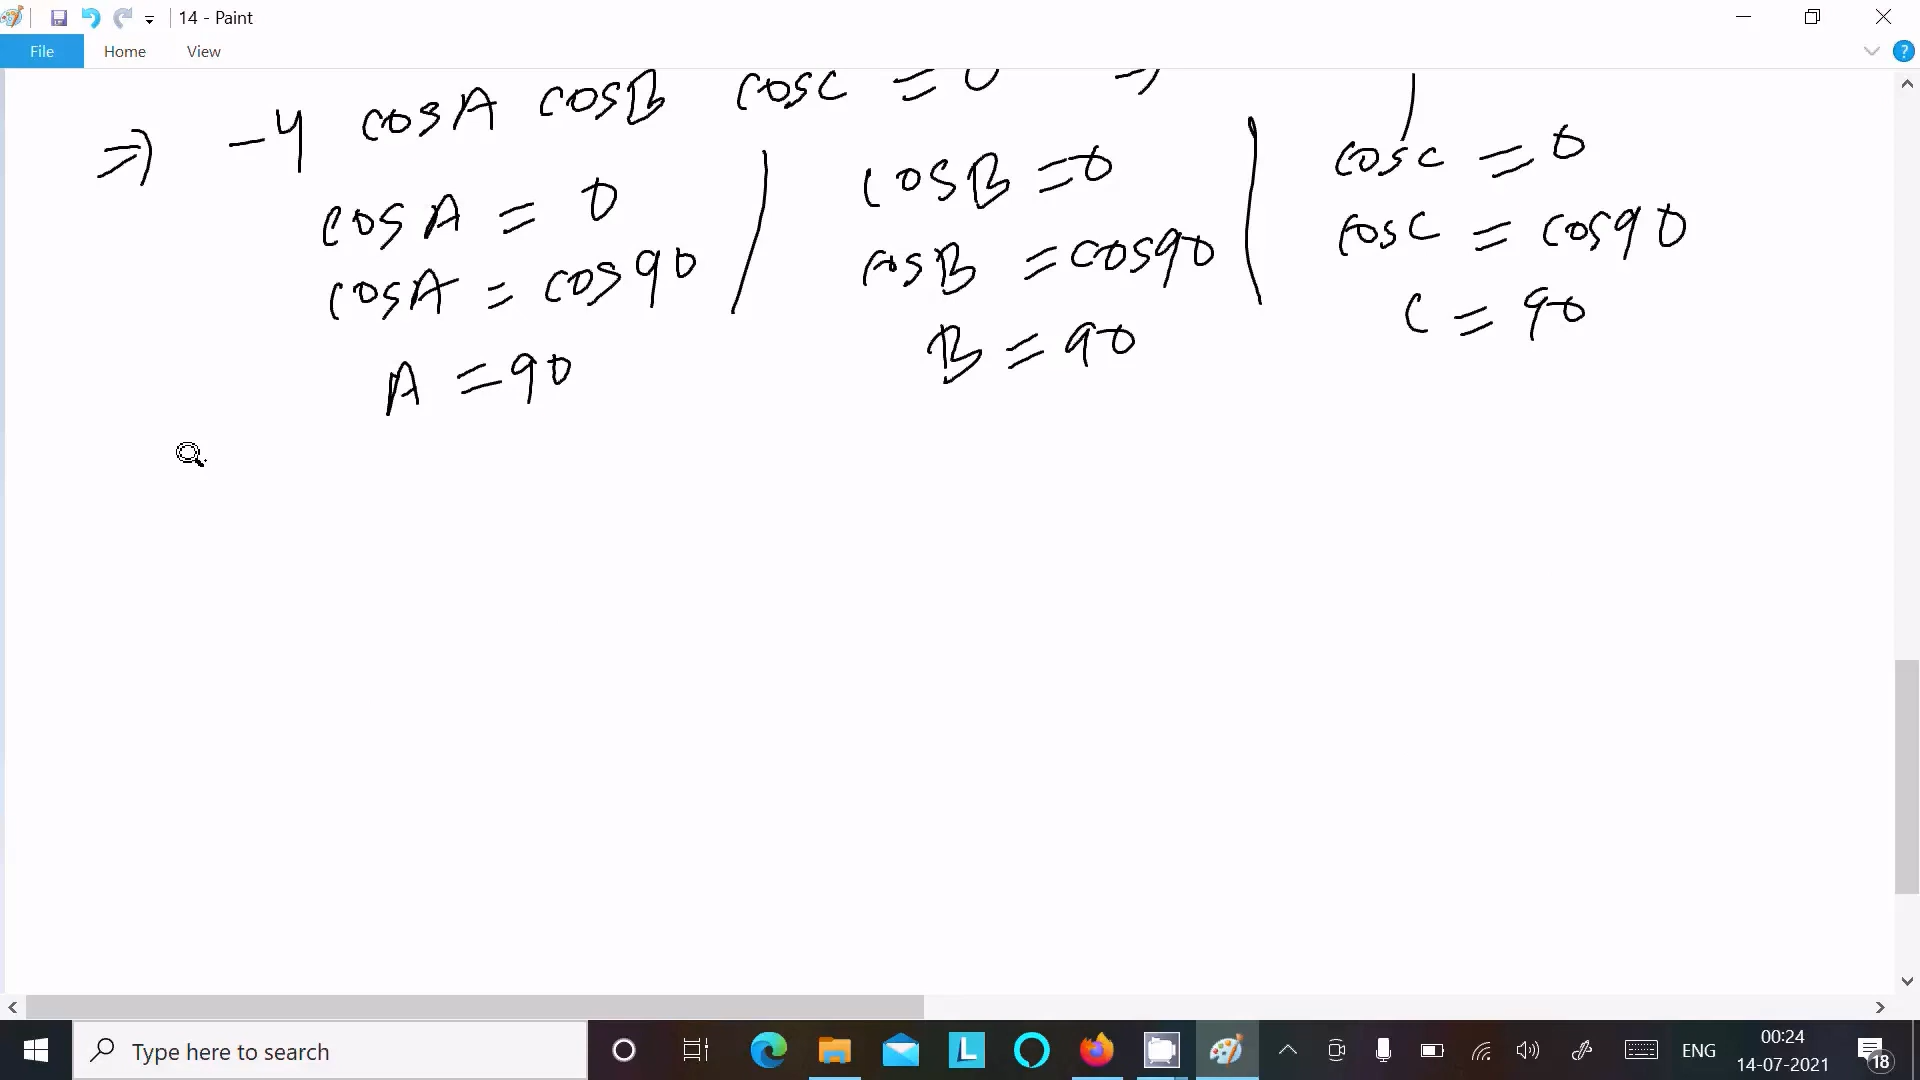 14 - Paint
File Home View
⇒ -4 cosA cosB cosC = 0 ⇒
cosA = 0
cosA = cos90
A = 90
cosB = 0
cosB = cos90
B = 90
cosC = 0
cosC = cos90
C = 90
Type here to search
L
ENG
00:24
14-07-2021
18